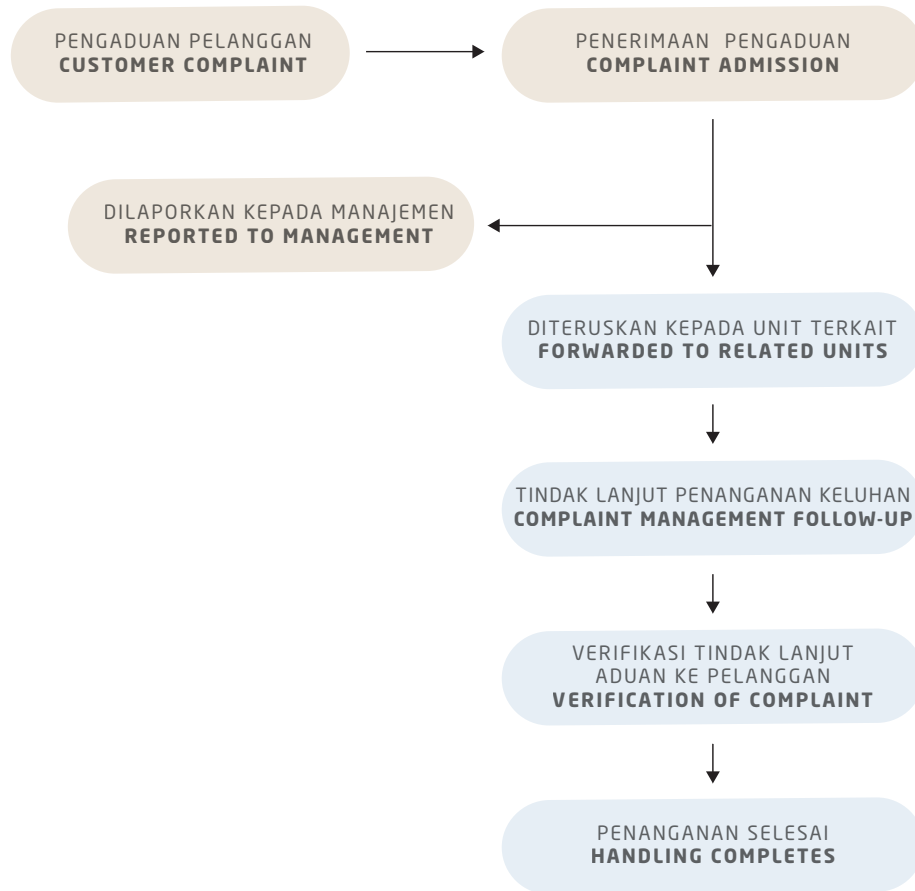 PENGADUAN PELANGGAN
CUSTOMER COMPLAINT
PENERIMAAN PENGADUAN
COMPLAINT ADMISSION
DILAPORKAN KEPADA MANAJEMEN
REPORTED TO MANAGEMENT
DITERUSKAN KEPADA UNIT TERKAIT
FORWARDED TO RELATED UNITS
TINDAK LANJUT PENANGANAN KELUHAN
COMPLAINT MANAGEMENT FOLLOW-UP
VERIFIKASI TINDAK LANJUT
ADUAN KE PELANGGAN
VERIFICATION OF COMPLAINT
PENANGANAN SELESAI
HANDLING COMPLETES